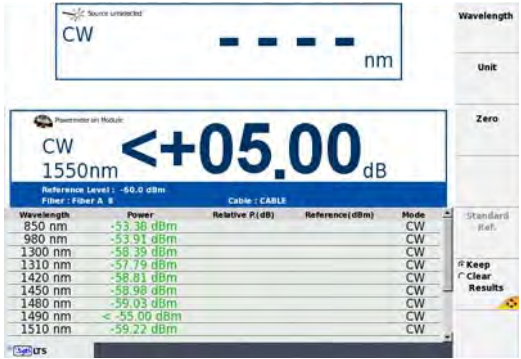 Source unselected
CW
nm
Wavelength
Unit
Zero
Powermeter on Module
CW
1550nm
<+05.00 dB
Reference Level : -60.0 dBm
Fiber : Fiber A 8 Cable : CABLE
Wavelength Power Relative P.(dB) Reference(dBm) Mode
850 nm -53.38 dBm CW
980 nm -53.91 dBm CW
1300 nm -58.39 dBm CW
1310 nm -57.79 dBm CW
1420 nm -58.81 dBm CW
1450 nm -58.98 dBm CW
1480 nm -59.03 dBm CW
1490 nm < -55.00 dBm CW
1510 nm -59.22 dBm CW
Standard
Ref.
Keep
Clear
Results
LTS